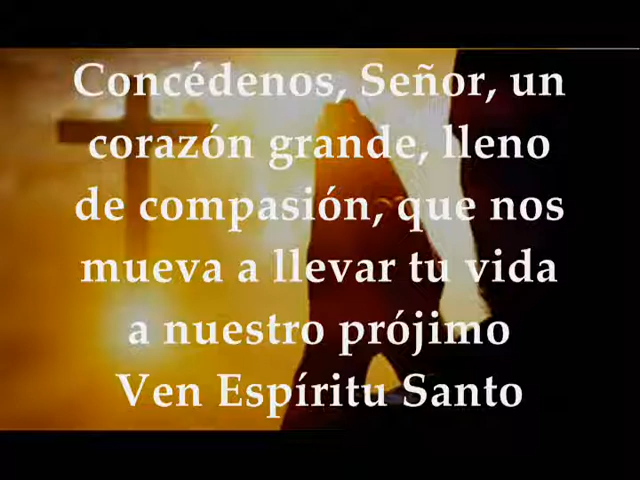 Concédenos, Señor, un
corazón grande, lleno
de compasión, que nos
mueva a llevar tu vida
a nuestro prójimo
Ven Espíritu Santo